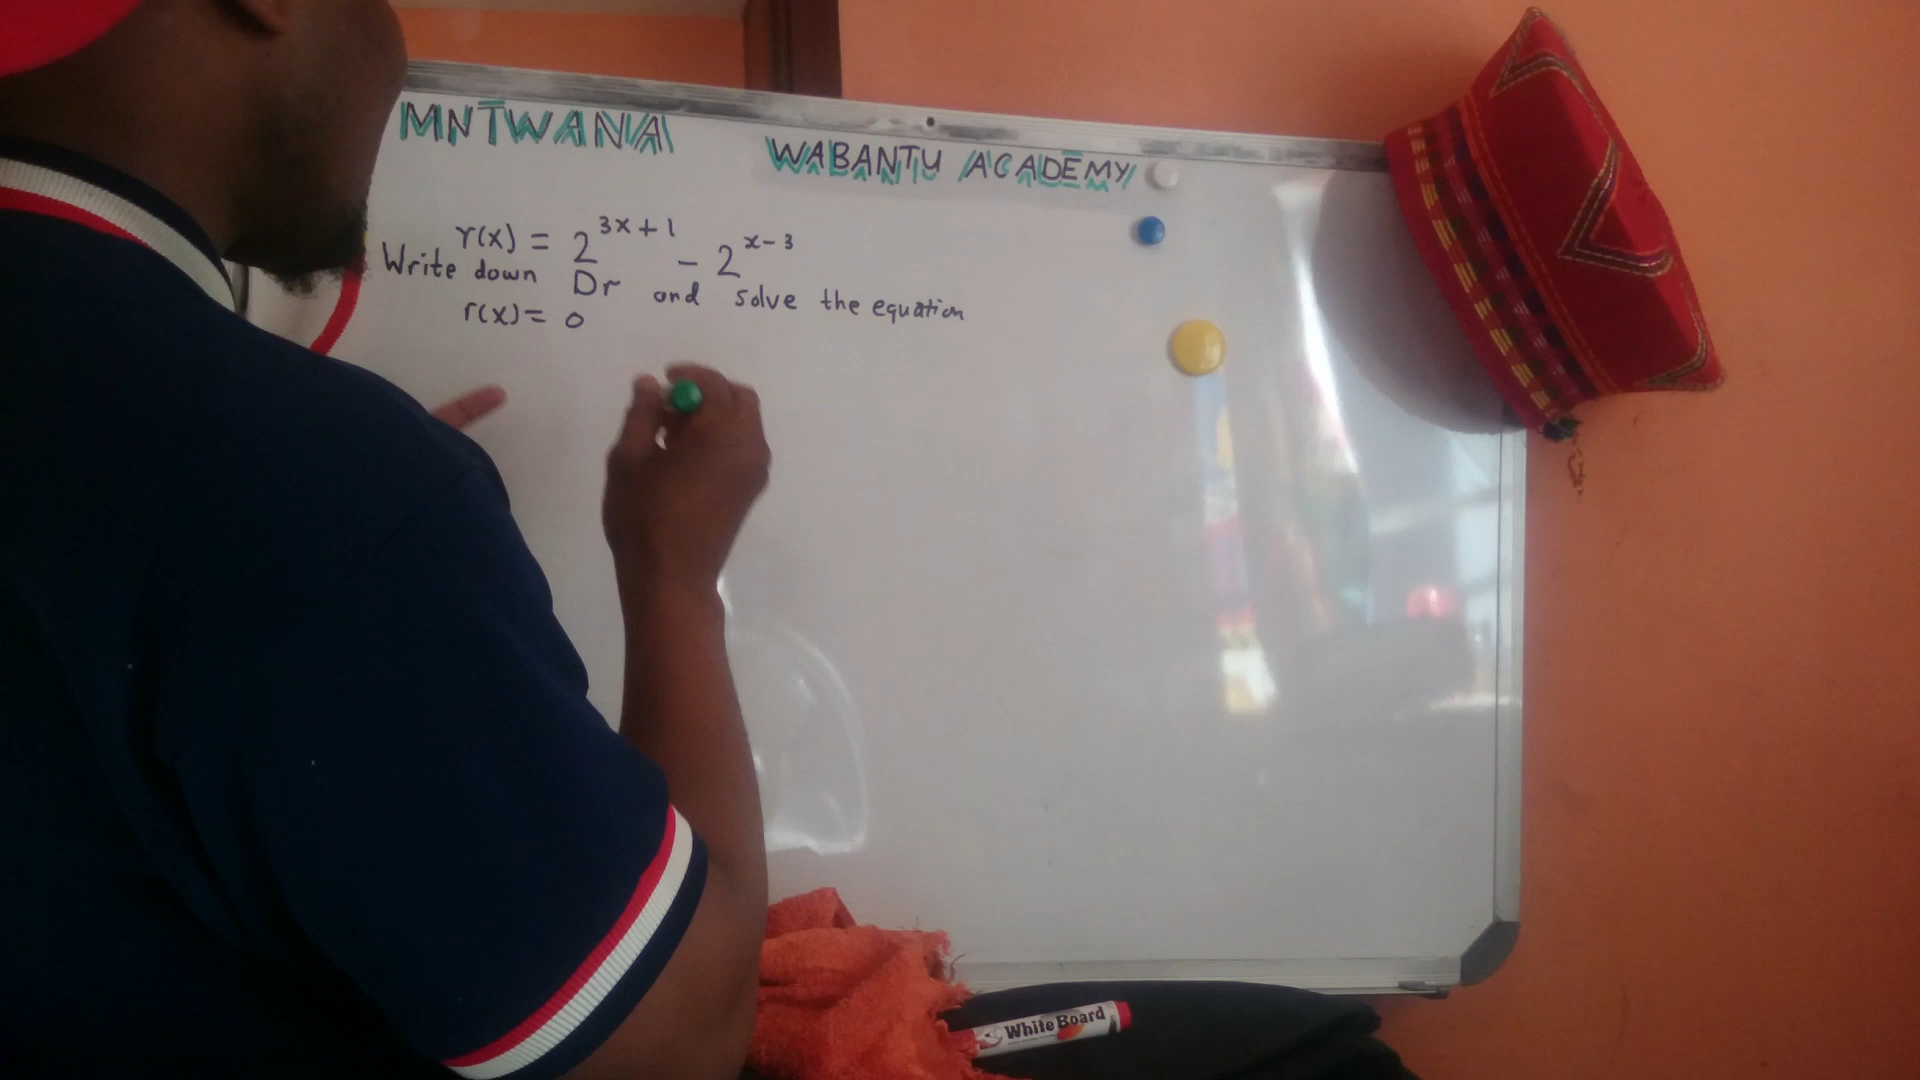 MNTWANA
WABANTU ACADEMY
r(x) = 2^{3x+1} - 2^{x-3}
Write down Dr and solve the equation
r(x) = 0
White Board